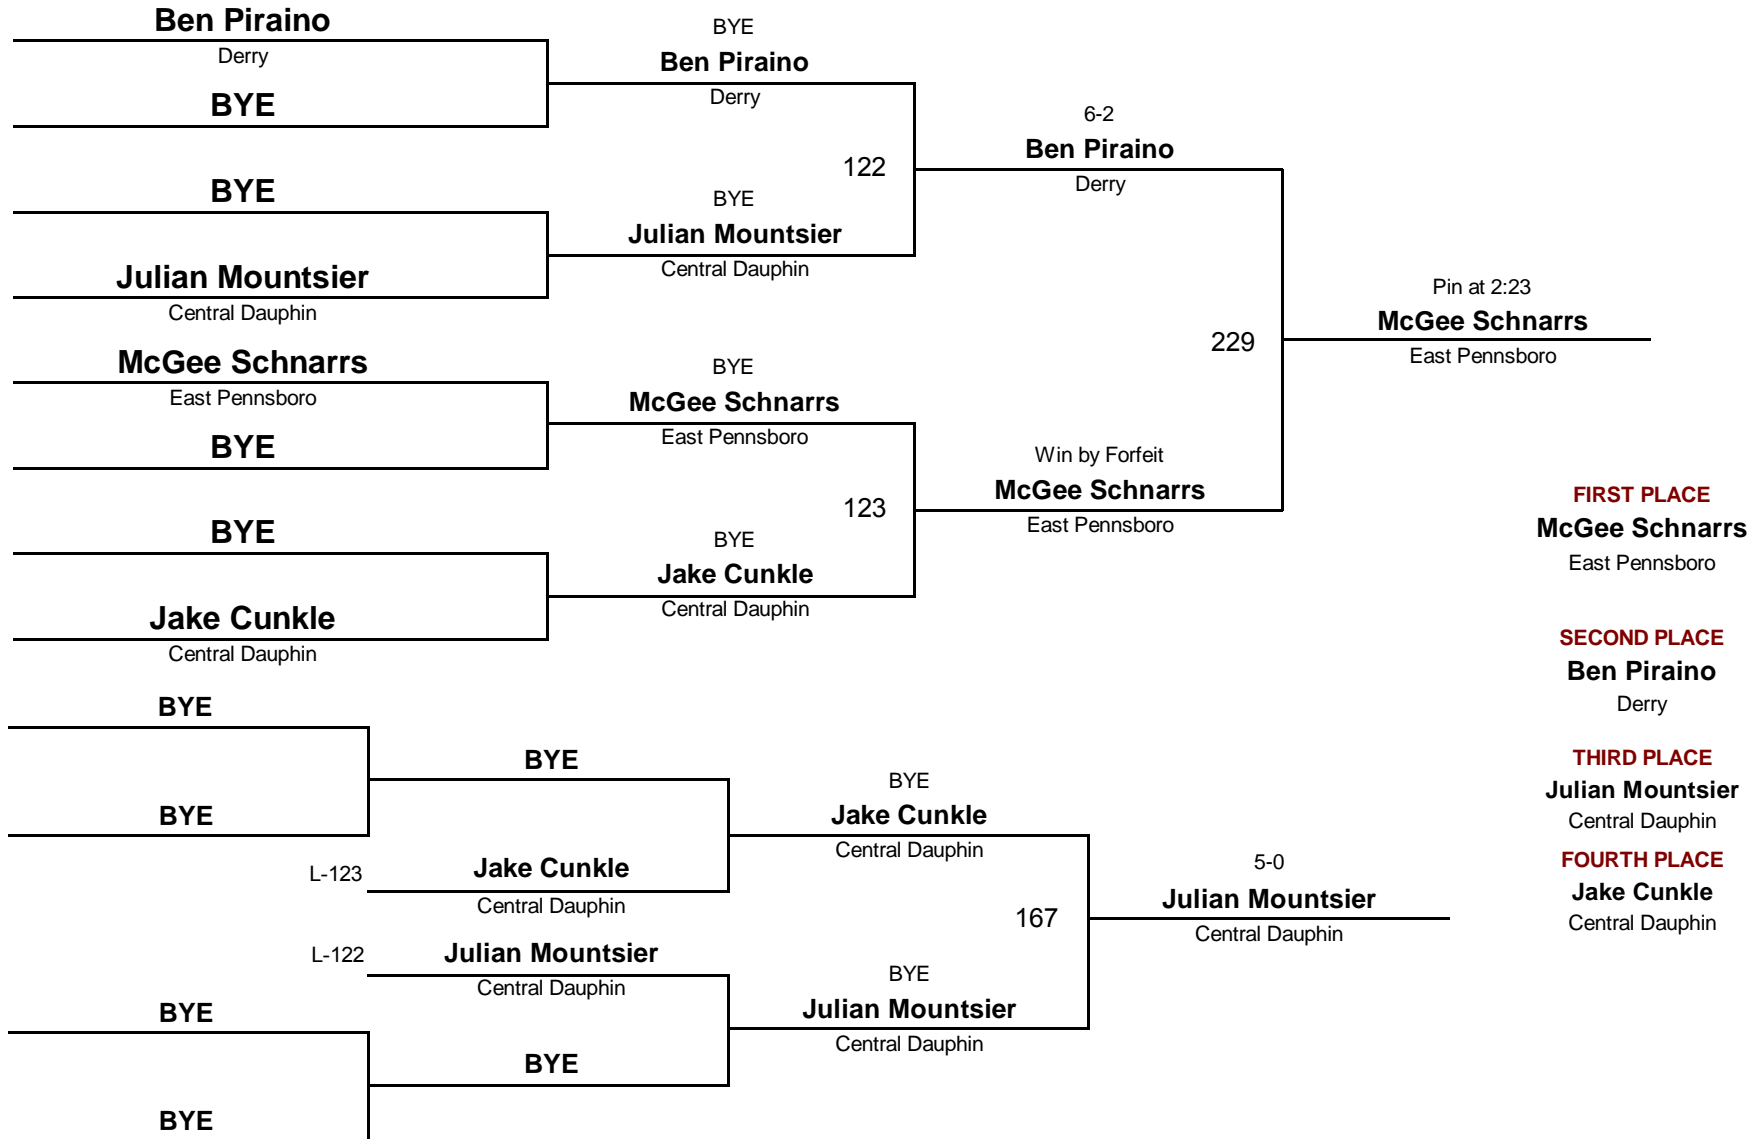 Ben Piraino
Derry
BYE
BYE
Julian Mountsier
Central Dauphin
McGee Schnarrs
East Pennsboro
BYE
BYE
Jake Cunkle
Central Dauphin
BYE
Ben Piraino
Derry
122
BYE
Julian Mountsier
Central Dauphin
BYE
McGee Schnarrs
East Pennsboro
123
BYE
Jake Cunkle
Central Dauphin
6-2
Ben Piraino
Derry
229
Win by Forfeit
McGee Schnarrs
East Pennsboro
Pin at 2:23
McGee Schnarrs
East Pennsboro
FIRST PLACE
McGee Schnarrs
East Pennsboro
SECOND PLACE
Ben Piraino
Derry
THIRD PLACE
Julian Mountsier
Central Dauphin
FOURTH PLACE
Jake Cunkle
Central Dauphin
BYE
BYE
BYE
L-123
Jake Cunkle
Central Dauphin
L-122
Julian Mountsier
Central Dauphin
BYE
BYE
BYE
BYE
Jake Cunkle
Central Dauphin
167
BYE
Julian Mountsier
Central Dauphin
5-0
Julian Mountsier
Central Dauphin